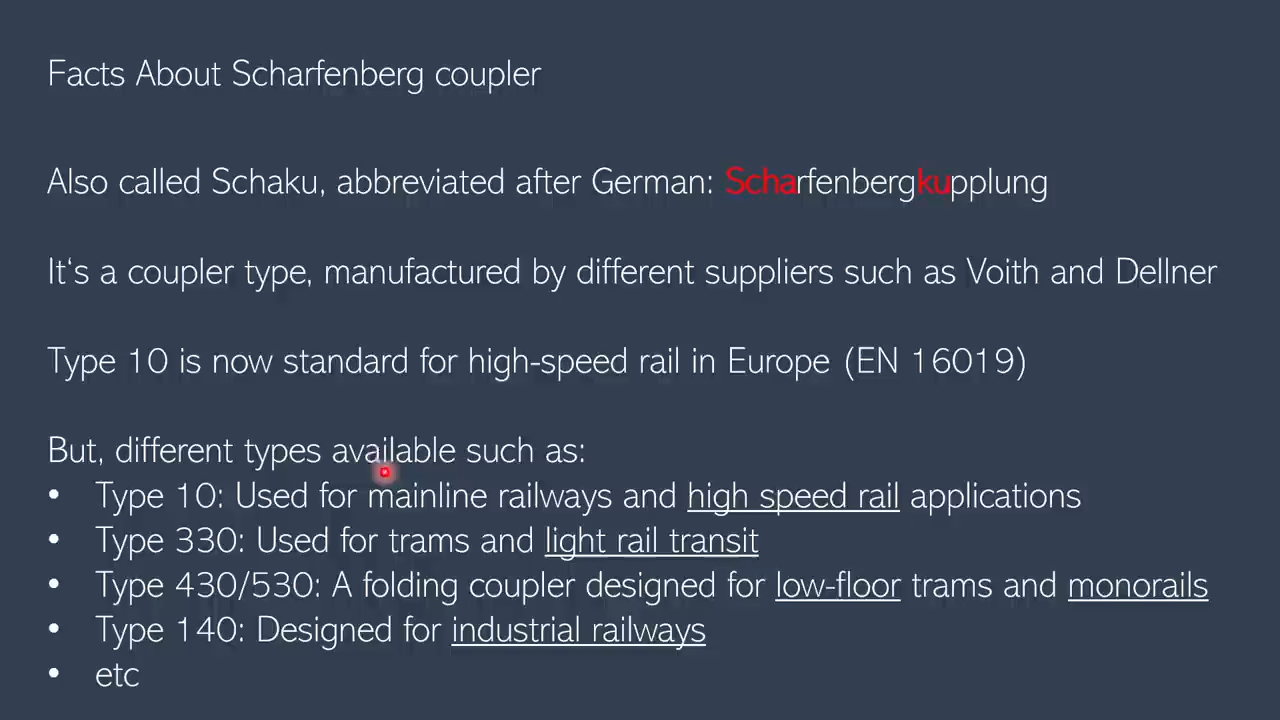 Facts About Scharfenberg coupler
Also called Schaku, abbreviated after German: Scharfenbergkupplung
It‘s a coupler type, manufactured by different suppliers such as Voith and Dellner
Type 10 is now standard for high-speed rail in Europe (EN 16019)
But, different types available such as:
• Type 10: Used for mainline railways and high speed rail applications
• Type 330: Used for trams and light rail transit
• Type 430/530: A folding coupler designed for low-floor trams and monorails
• Type 140: Designed for industrial railways
• etc